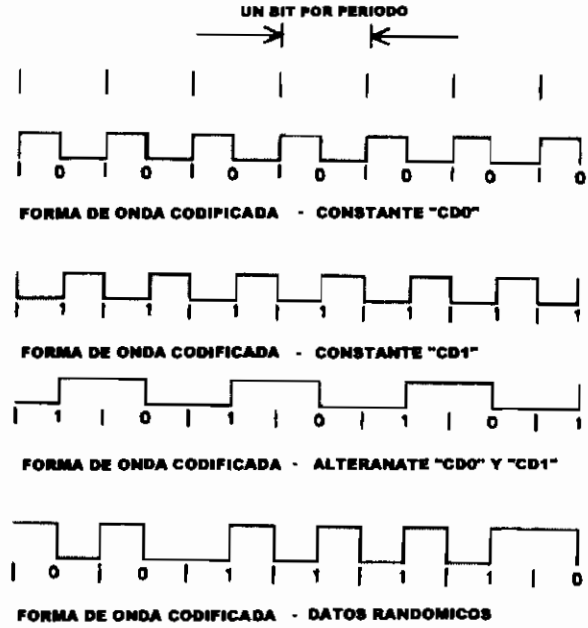 UN BIT POR PERIODO
| 0 | 0 | 0 | 0 | 0 | 0 | 0
FORMA DE ONDA CODIPICADA - CONSTANTE "CD0"
| 1 | 1 | 1 | 1 | 1 | 1 | 1
FORMA DE ONDA CODIFICADA - CONSTANTE "CD1"
| 1 | 0 | 1 | 0 | 1 | 0 | 1
FORMA DE ONDA CODIFICADA - ALTERANATE "CD0" Y "CD1"
| 0 | 0 | 1 | 1 | 1 | 1 | 0
FORMA DE ONDA CODIFICADA - DATOS RANDOMICOS